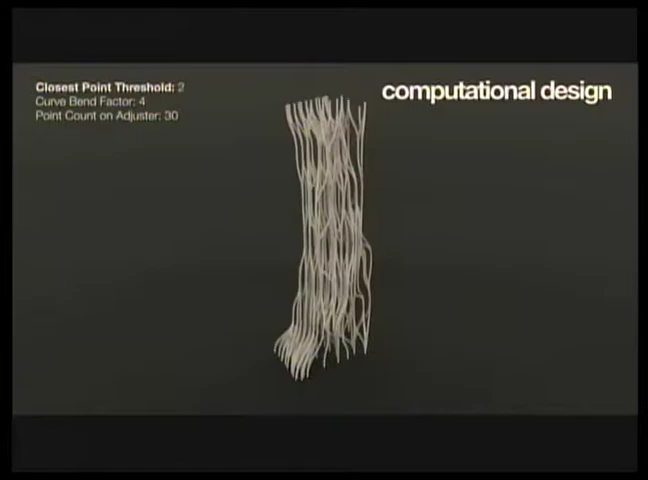 Closest Point Threshold: 2
Curve Bend Factor: 4
Point Count on Adjuster: 30
computational design